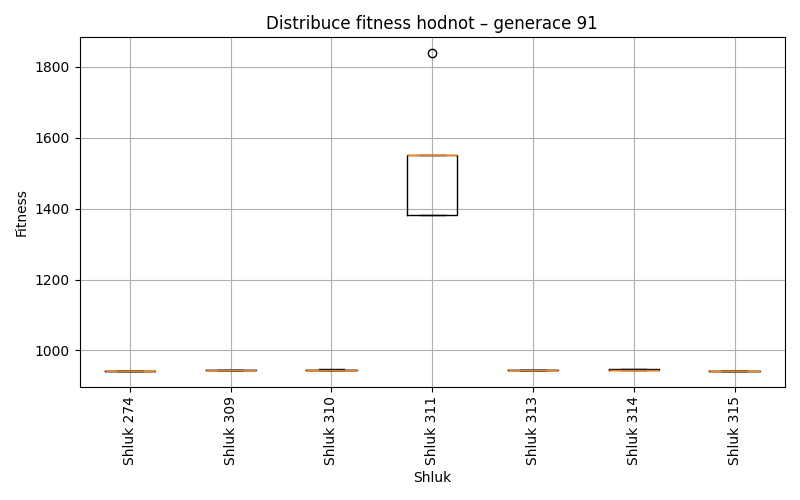 Distribuce fitness hodnot – generace 91
Fitness
1800
1600
1400
1200
1000
Shluk 274
Shluk 309
Shluk 310
Shluk 311
Shluk 313
Shluk 314
Shluk 315
Shluk